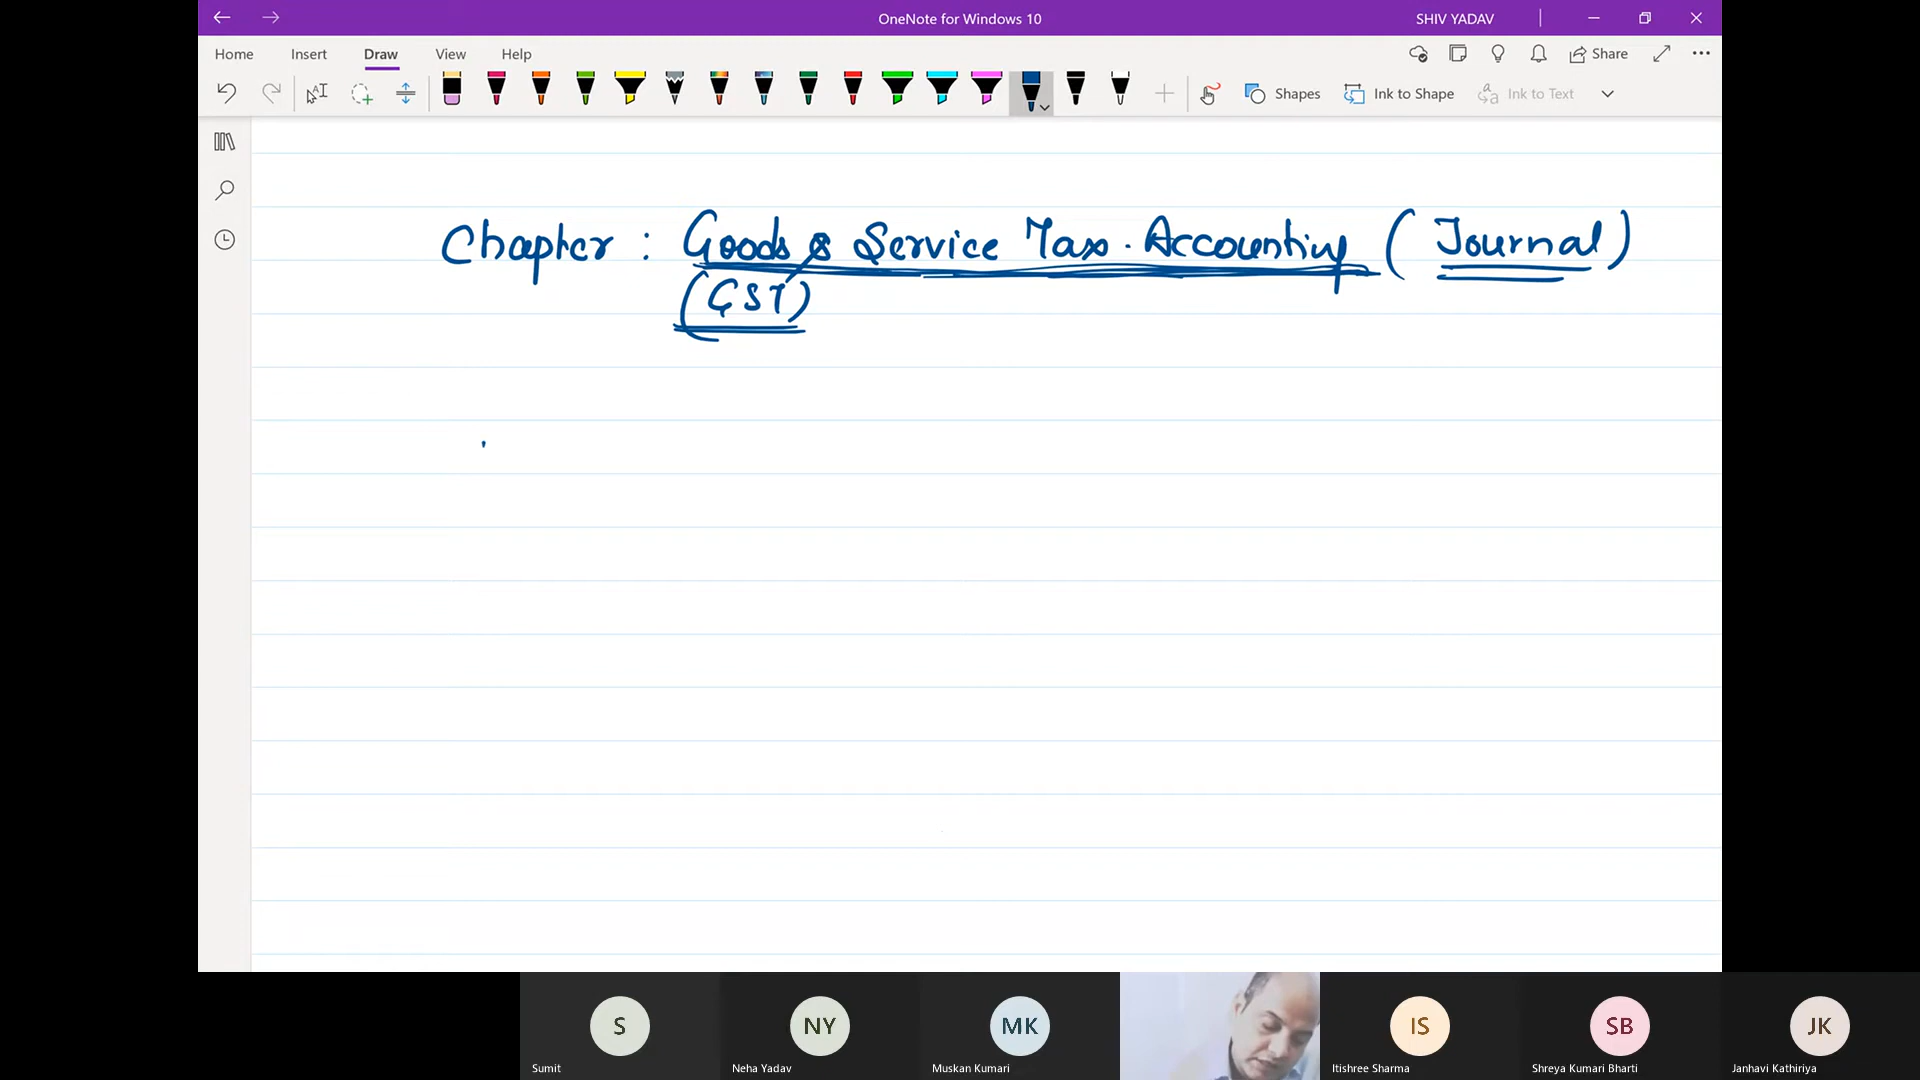 OneNote for Windows 10
SHIV YADAV
Home Insert Draw View Help
Share
Shapes
Ink to Shape
Ink to Text
Chapter : Goods & Service Tax Accounting ( Journal )
(GST)
S NY MK IS SB JK
Sumit Neha Yadav Muskan Kumari Itishree Sharma Shreya Kumari Bharti Janhavi Kathiriya